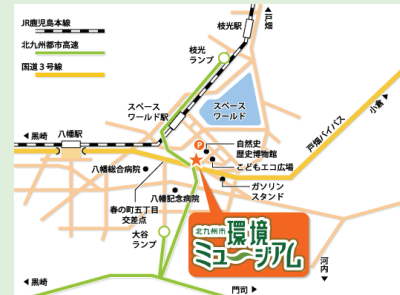 JR鹿児島本線
北九州都市高速
国道3号線
枝光駅
▲戸畑
枝光
ランプ
スペース
ワールド駅
スペース
ワールド
戸畑バイパス
小倉▶
◀黒崎
八幡駅
P
自然史
歴史博物館
こどもエコ広場
八幡総合病院
ガソリン
スタンド
八幡記念病院
春の町五丁目
交差点
北九州市
環境
ミュージアム
大谷
ランプ
河内
▼
◀黒崎
門司▶